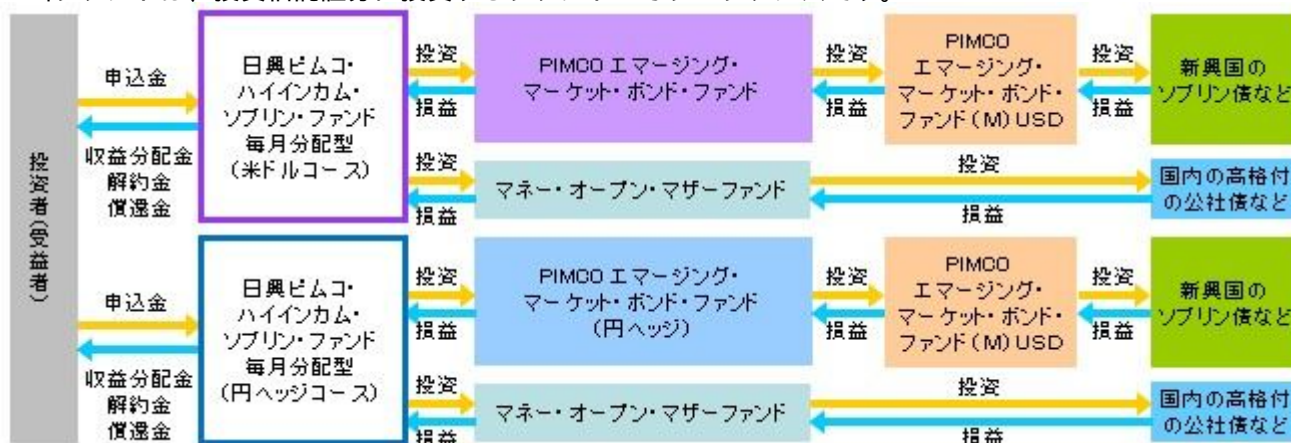 投資者（受益者）
申込金
収益分配金
解約金
償還金
日興ピムコ・
ハイインカム・
ソブリン・ファンド
毎月分配型
（米ドルコース）
投資
損益
PIMCO エマージング・
マーケット・ボンド・ファンド
投資
損益
PIMCO
エマージング・
マーケット・ボンド・
ファンド（M）USD
投資
損益
新興国の
ソブリン債など
投資
損益
マネー・オープン・マザーファンド
投資
損益
国内の高格付
の公社債など
申込金
収益分配金
解約金
償還金
日興ピムコ・
ハイインカム・
ソブリン・ファンド
毎月分配型
（円ヘッジコース）
投資
損益
PIMCO エマージング・
マーケット・ボンド・ファンド
（円ヘッジ）
投資
損益
PIMCO
エマージング・
マーケット・ボンド・
ファンド（M）USD
投資
損益
新興国の
ソブリン債など
投資
損益
マネー・オープン・マザーファンド
投資
損益
国内の高格付
の公社債など